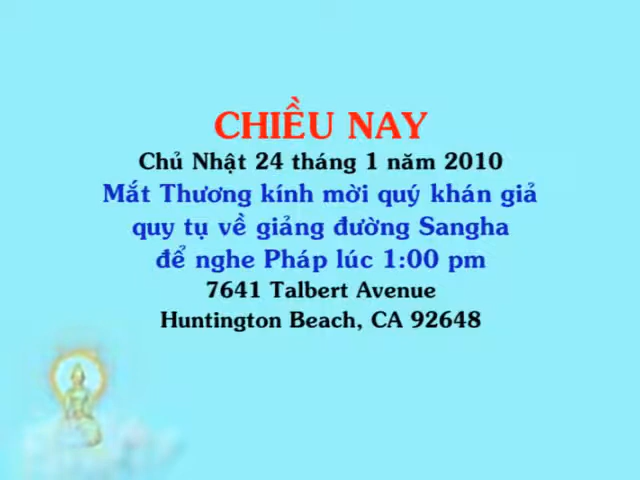 CHIỀU NAY
Chủ Nhật 24 tháng 1 năm 2010
Mắt Thương kính mời quý khán giả
quy tụ về giảng đường Sangha
để nghe Pháp lúc 1:00 pm
7641 Talbert Avenue
Huntington Beach, CA 92648